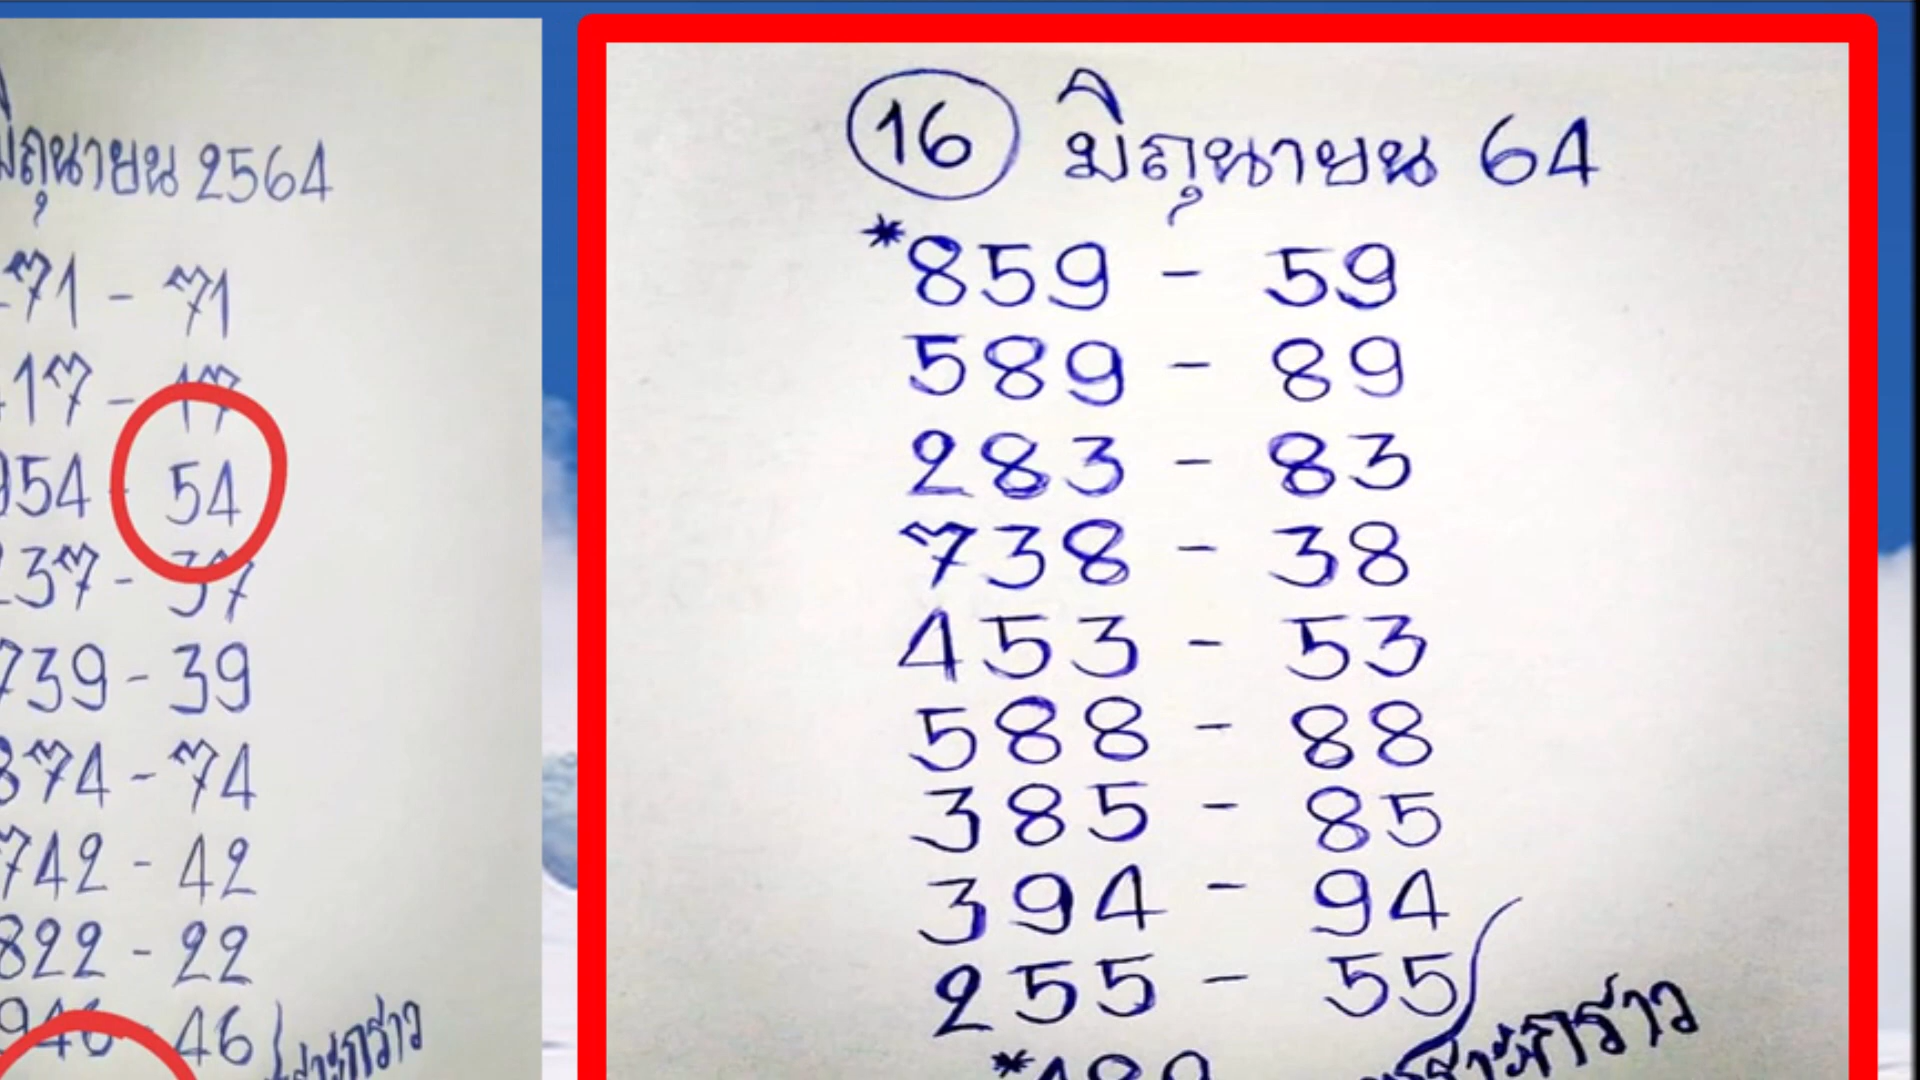 มิถุนายน 2564
71 - 71
17 - 17
954 - 54
237 - 37
739 - 39
874 - 74
742 - 42
822 - 22
946 - 46
16 มิถุนายน 64
*859 - 59
589 - 89
283 - 83
738 - 38
453 - 53
588 - 88
385 - 85
394 - 94
255 - 55